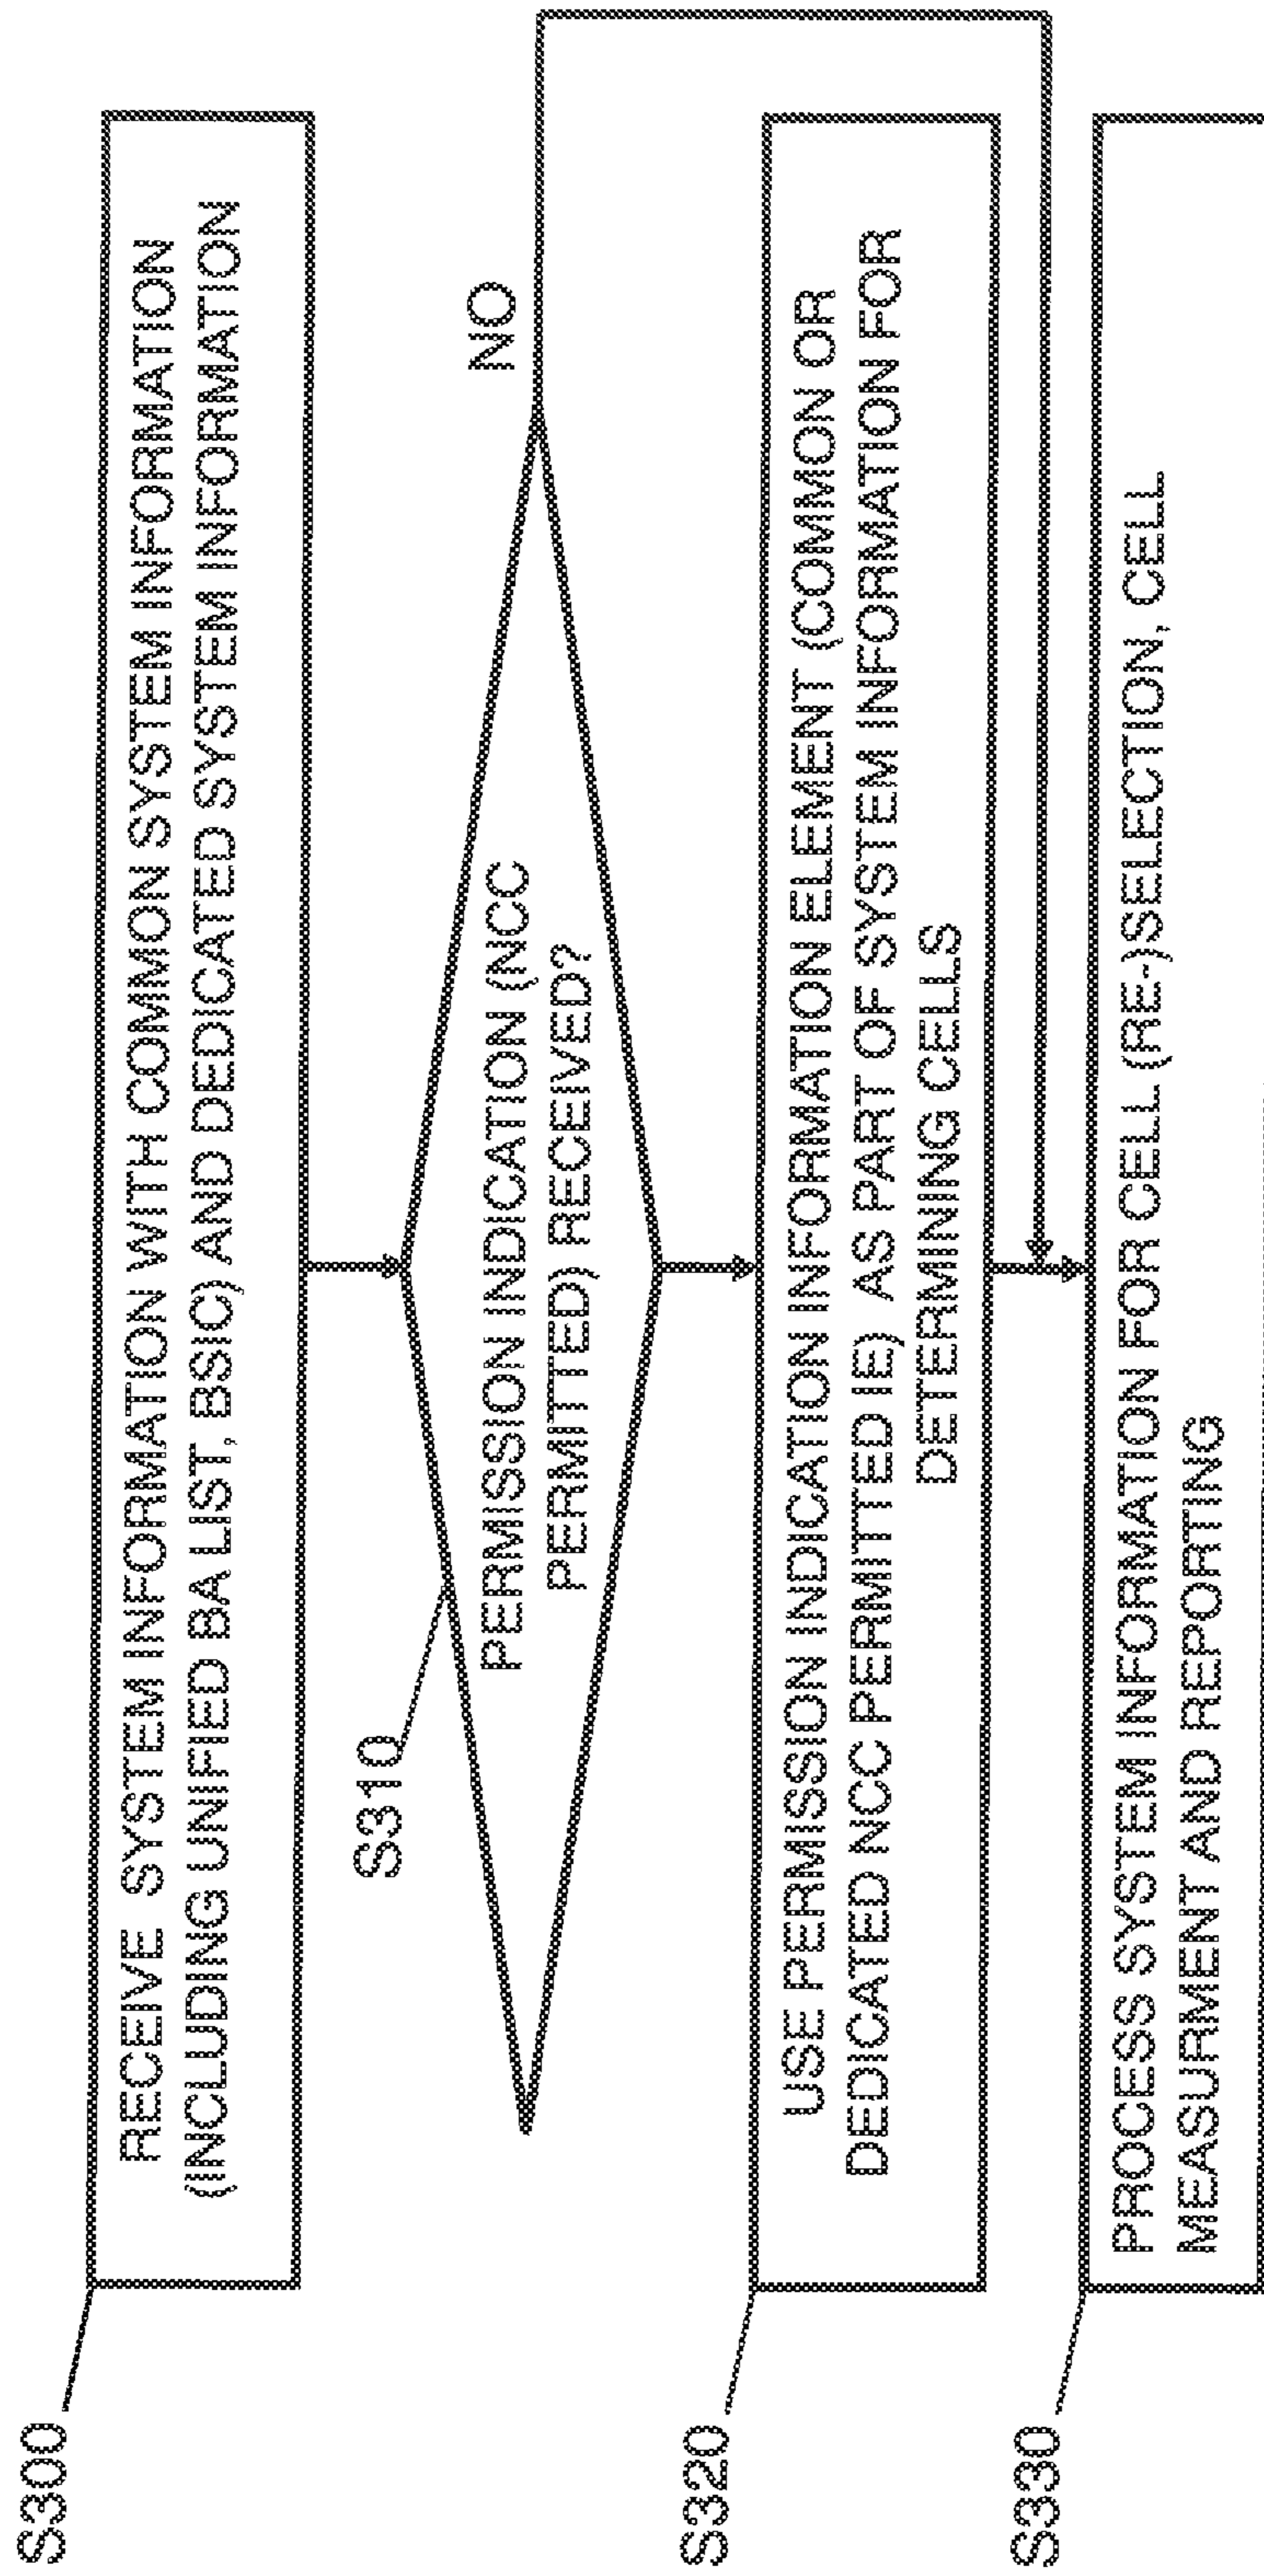 S300
RECEIVE SYSTEM INFORMATION WITH COMMON SYSTEM INFORMATION
(INCLUDING UNIFIED BA LIST, BSIC) AND DEDICATED SYSTEM INFORMATION
S310
PERMISSION INDICATION (NCC
PERMITTED) RECEIVED?
NO
S320
USE PERMISSION INDICATION INFORMATION ELEMENT (COMMON OR
DEDICATED NCC PERMITTED IE) AS PART OF SYSTEM INFORMATION FOR
DETERMINING CELLS
S330
PROCESS SYSTEM INFORMATION FOR CELL (RE-)SELECTION, CELL
MEASURMENT AND REPORTING